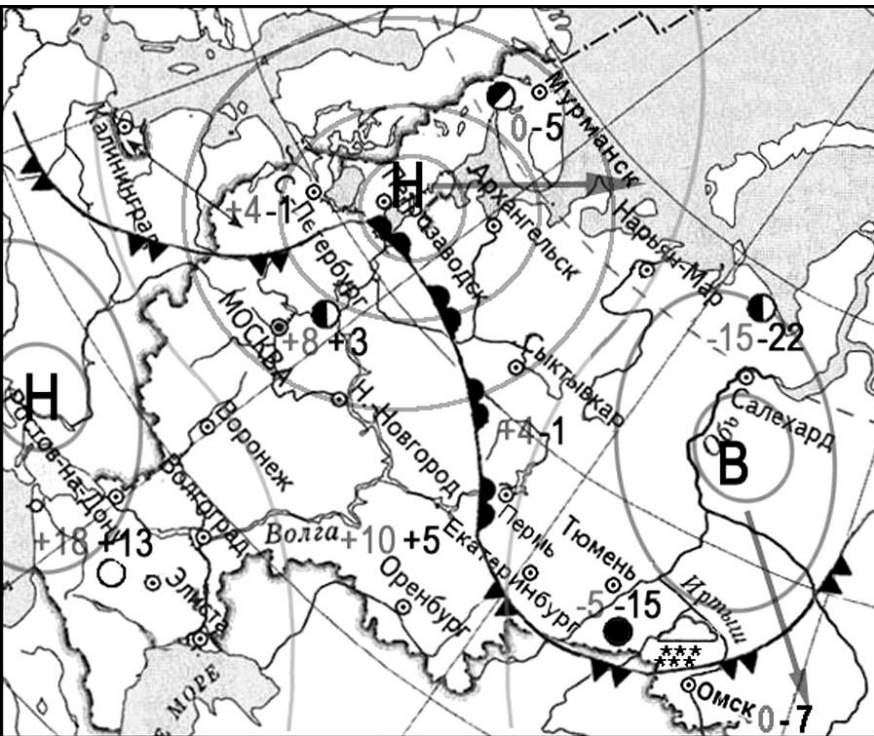 Мурманск
0 -5
Калининград
С.-Петербург
+4 -1
Н
Петрозаводск
Архангельск
Нарьян-Мар
-15 -22
МОСКВА
+8 +3
Сыктывкар
Салехард
Обь
В
Н
Н. Новгород
+4 -1
Воронеж
Ростов-на-Дону
Волгоград
Волга
+10 +5
Пермь
Тюмень
Екатеринбург
-5 -15
Иртыш
+18 +13
Элиста
Оренбург
Омск
0 -7
Е МОРЕ